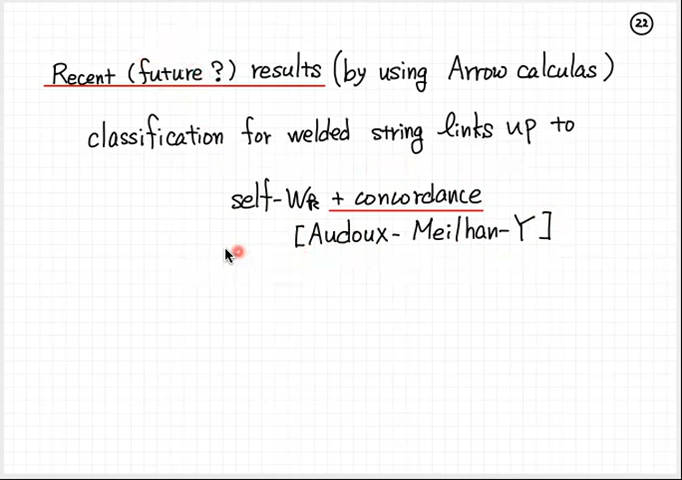 22
Recent (future ?) results (by using Arrow calculas)
classification for welded string links up to
self-Wk + concordance
[Audoux- Meilhan-Y]